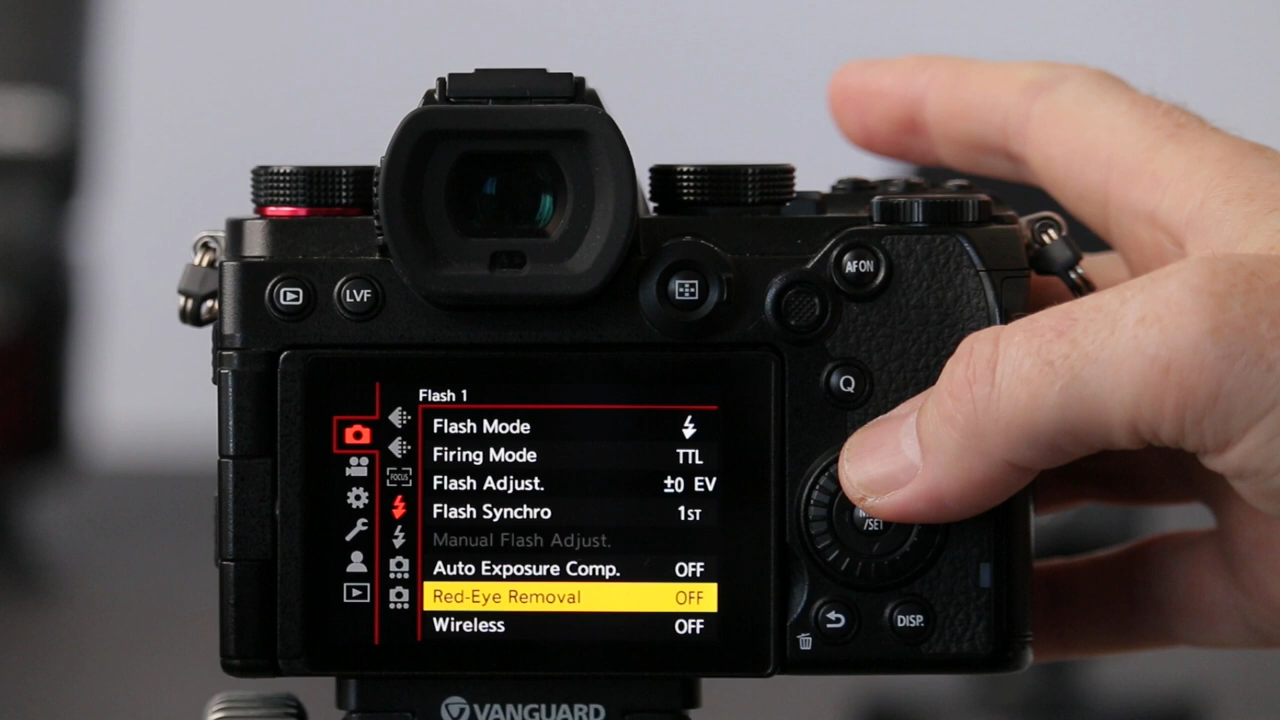 AF ON
LVF
Q
Flash 1
Flash Mode
Firing Mode TTL
Flash Adjust. ±0 EV
Flash Synchro 1ST
Manual Flash Adjust.
Auto Exposure Comp. OFF
Red-Eye Removal OFF
Wireless OFF
FOCUS
/SET
DISP.
VANGUARD